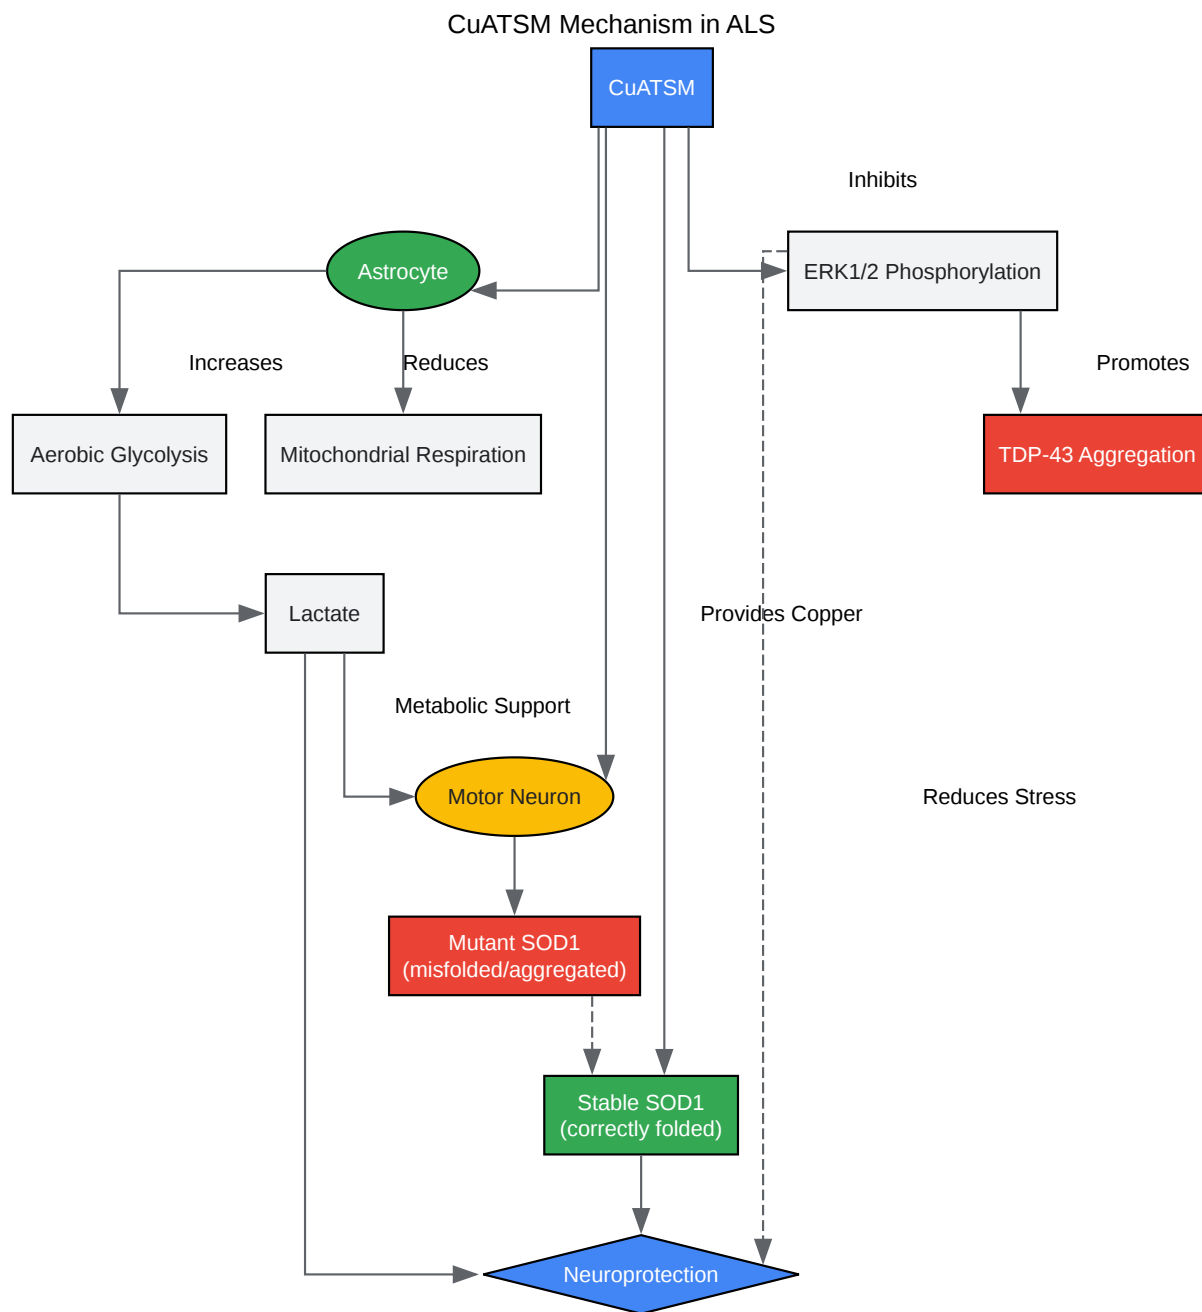 CuATSM Mechanism in ALS
CuATSM
Inhibits
Astrocyte
ERK1/2 Phosphorylation
Increases
Reduces
Promotes
Aerobic Glycolysis
Mitochondrial Respiration
TDP-43 Aggregation
Lactate
Provides Copper
Metabolic Support
Motor Neuron
Reduces Stress
Mutant SOD1
(misfolded/aggregated)
Stable SOD1
(correctly folded)
Neuroprotection